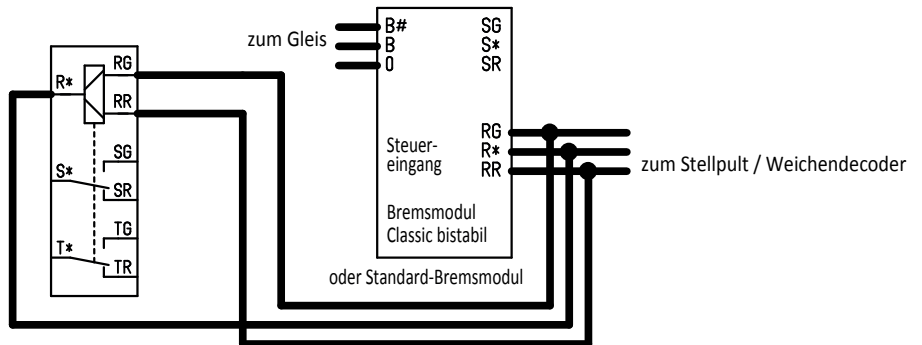 zum Gleis
B#
B
0
SG
S*
SR
RG
R*
RR
SG
S*
SR
TG
T*
TR
Steuer-
eingang
RG
R*
RR
zum Stellpult / Weichendecoder
Bremsmodul
Classic bistabil
oder Standard-Bremsmodul